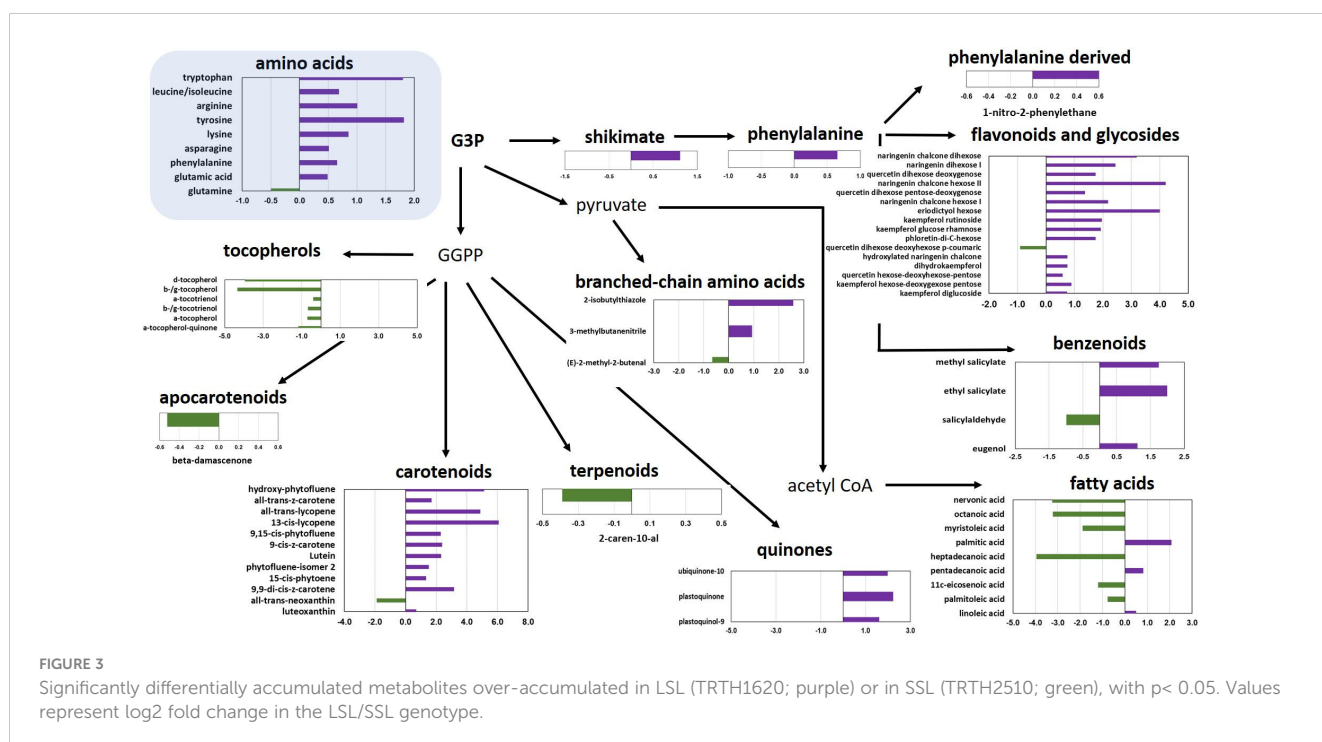 amino acids
tryptophan
leucine/isoleucine
arginine
tyrosine
lysine
asparagine
phenylalanine
glutamic acid
glutamine
-1.0 -0.5 0.0 0.5 1.0 1.5 2.0
G3P
shikimate
-1.5 -0.6 0.6 1.5
phenylalanine
-1.0 0.0 1.0
phenylalanine derived
-0.6 -0.4 -0.2 0.0 0.2 0.4 0.6
1-nitro-2-phenylethane
flavonoids and glycosides
naringenin chalcone dihexose
naringenin dihexose I
quercetin dihexose deoxygenose
naringenin chalcone hexose II
quercetin dihexose pentose-deoxygenose
naringenin chalcone hexose I
eriodictyol hexose
kaempferol rutinoside
kaempferol glucose rhamnose
phloretin-di-C-hexose
quercetin dihexose deoxyhexose p-coumaric
hydroxylated naringenin chalcone
dihydrokaempferol
quercetin hexose-deoxyhexose-pentose
kaempferol hexose-deoxygexose pentose
kaempferol diglucoside
-2.0 -1.0 0.0 1.0 2.0 3.0 4.0 5.0
pyruvate
GGPP
tocopherols
d-tocopherol
b-/g-tocopherol
a-tocotrienol
b-/g-tocotrienol
a-tocopherol
a-tocopherol-quinone
-5.0 -3.0 -1.0 1.0 3.0 5.0
branched-chain amino acids
2-isobutylthiazole
3-methylbutanenitrile
(E)-2-methyl-2-butenal
-3.0 -2.0 -1.0 0.0 1.0 2.0 3.0
benzenoids
methyl salicylate
ethyl salicylate
salicylaldehyde
eugenol
-2.5 -1.5 -0.5 0.5 1.5 2.5
apocarotenoids
-0.6 -0.4 -0.2 0.0 0.2 0.4 0.6
beta-damascenone
carotenoids
hydroxy-phytofluene
all-trans-z-carotene
all-trans-lycopene
13-cis-lycopene
9,15-cis-phytofluene
9-cis-z-carotene
Lutein
phytofluene-isomer 2
15-cis-phytoene
9,9-di-cis-z-carotene
all-trans-neoxanthin
luteoxanthin
-4.0 -2.0 0.0 2.0 4.0 6.0 8.0
terpenoids
-0.5 -0.3 -0.1 0.1 0.3 0.5
2-caren-10-al
quinones
ubiquinone-10
plastoquinone
plastoquinol-9
-5.0 -3.0 -1.0 1.0 3.0
acetyl CoA
fatty acids
nervonic acid
octanoic acid
myristoleic acid
palmitic acid
heptadecanoic acid
pentadecanoic acid
11c-eicosenoic acid
palmitoleic acid
linoleic acid
-5.0 -4.0 -3.0 -2.0 -1.0 0.0 1.0 2.0 3.0
FIGURE 3
Significantly differentially accumulated metabolites over-accumulated in LSL (TRTH1620; purple) or in SSL (TRTH2510; green), with p< 0.05. Values
represent log2 fold change in the LSL/SSL genotype.